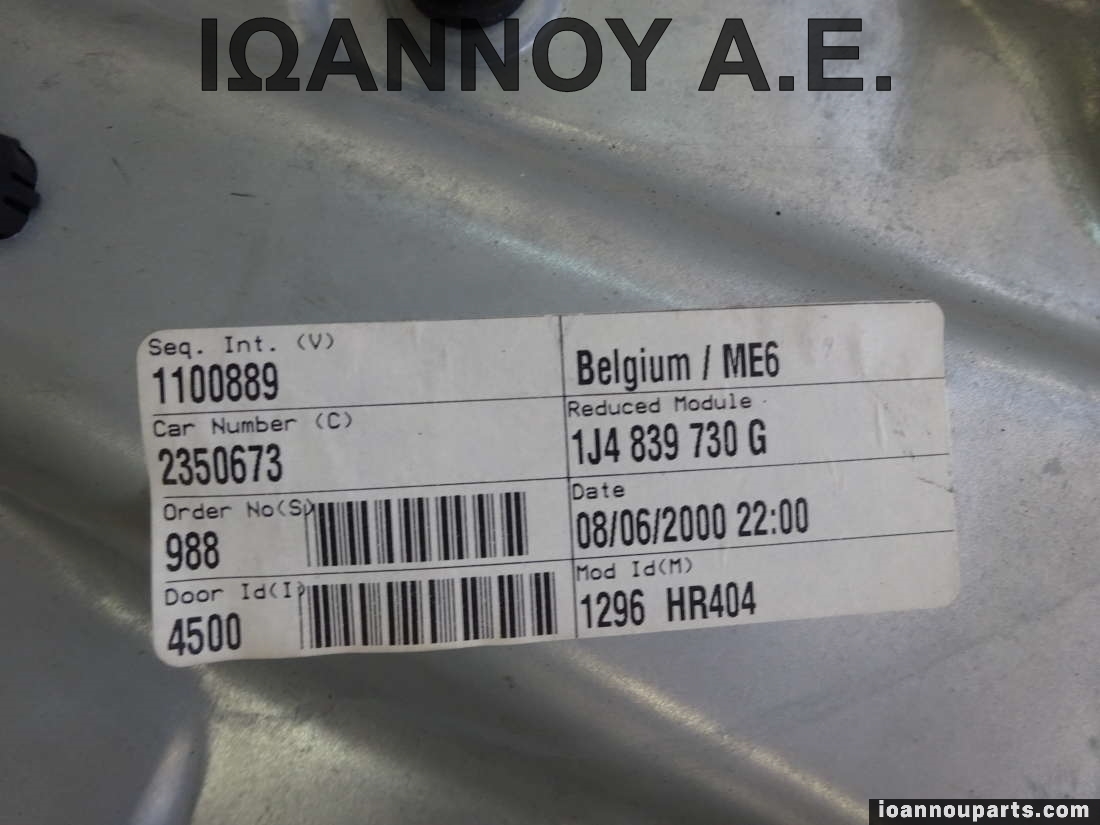 ΙΩΑΝΝΟΥ Α.Ε.
Seq. Int. (V)
1100889
Belgium / ME6
Car Number (C)
2350673
Reduced Module
1J4 839 730 G
Order No(S)
988
Date
08/06/2000 22:00
Door Id(I)
4500
Mod Id(M)
1296 HR404
ioannouparts.com